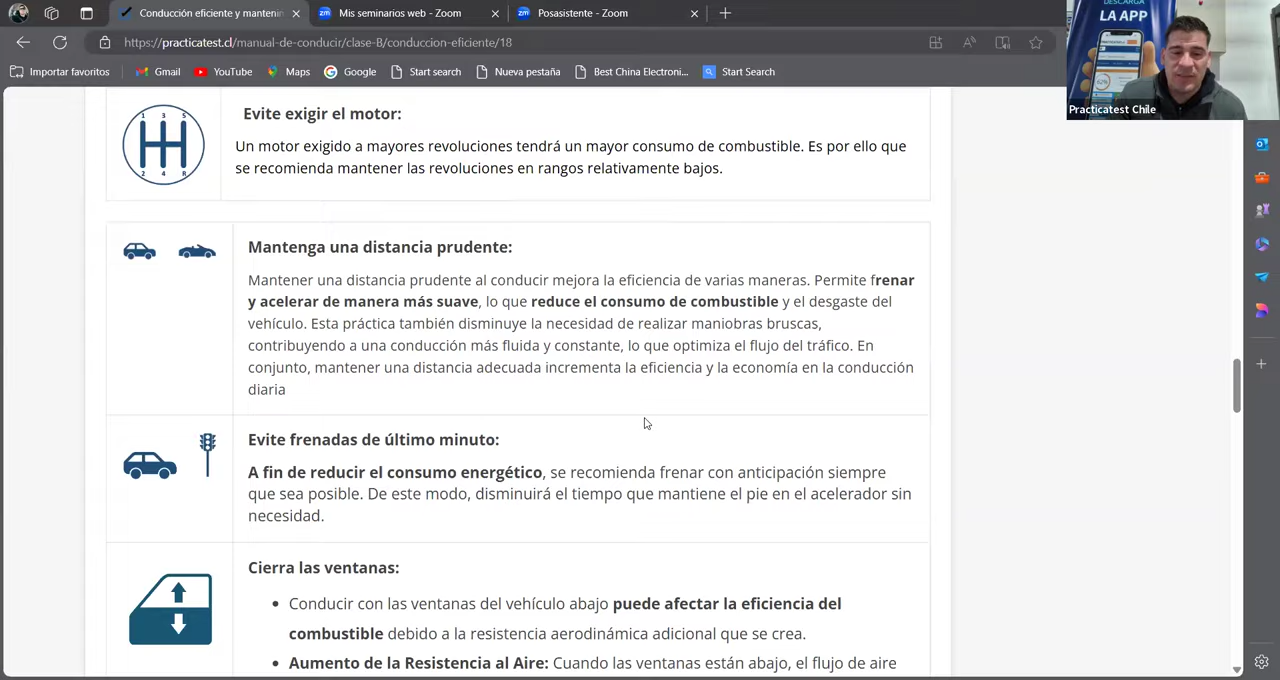 Conducción eficiente y mantenin
Mis seminarios web - Zoom
Posasistente - Zoom
https://practicatest.cl/manual-de-conducir/clase-B/conduccion-eficiente/18
Importar favoritos
Gmail
YouTube
Maps
Google
Start search
Nueva pestaña
Best China Electroni...
Start Search
DESCARGA
LA APP
Practicatest Chile
1 3 5
2 4 R
Evite exigir el motor:
Un motor exigido a mayores revoluciones tendrá un mayor consumo de combustible. Es por ello que
se recomienda mantener las revoluciones en rangos relativamente bajos.
Mantenga una distancia prudente:
Mantener una distancia prudente al conducir mejora la eficiencia de varias maneras. Permite frenar
y acelerar de manera más suave, lo que reduce el consumo de combustible y el desgaste del
vehículo. Esta práctica también disminuye la necesidad de realizar maniobras bruscas,
contribuyendo a una conducción más fluida y constante, lo que optimiza el flujo del tráfico. En
conjunto, mantener una distancia adecuada incrementa la eficiencia y la economía en la conducción
diaria
Evite frenadas de último minuto:
A fin de reducir el consumo energético, se recomienda frenar con anticipación siempre
que sea posible. De este modo, disminuirá el tiempo que mantiene el pie en el acelerador sin
necesidad.
Cierra las ventanas:
• Conducir con las ventanas del vehículo abajo puede afectar la eficiencia del
combustible debido a la resistencia aerodinámica adicional que se crea.
• Aumento de la Resistencia al Aire: Cuando las ventanas están abajo, el flujo de aire